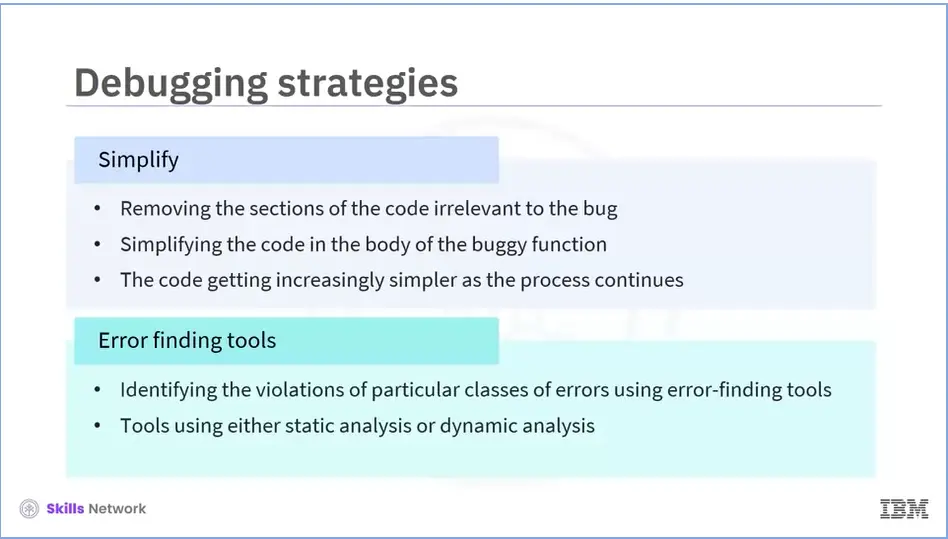 Debugging strategies
Simplify
• Removing the sections of the code irrelevant to the bug
• Simplifying the code in the body of the buggy function
• The code getting increasingly simpler as the process continues
Error finding tools
• Identifying the violations of particular classes of errors using error-finding tools
• Tools using either static analysis or dynamic analysis
Skills Network
IBM